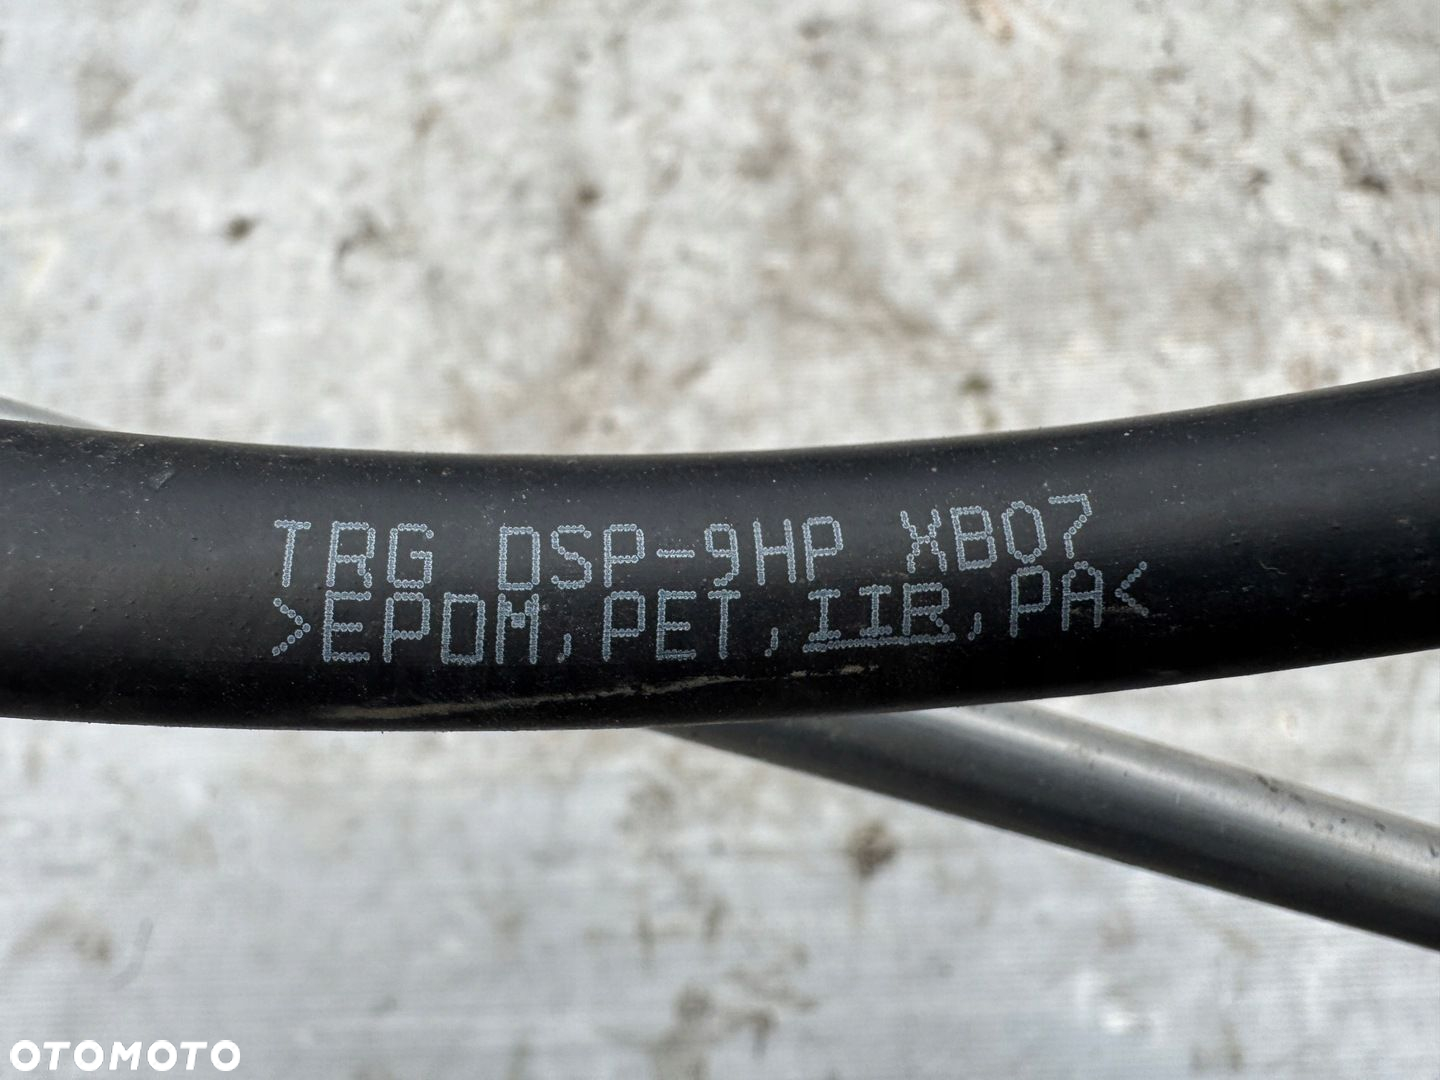 TRG DSP-9HP XB07
>EPDM,PET,IIR,PA<
OTOMOTO